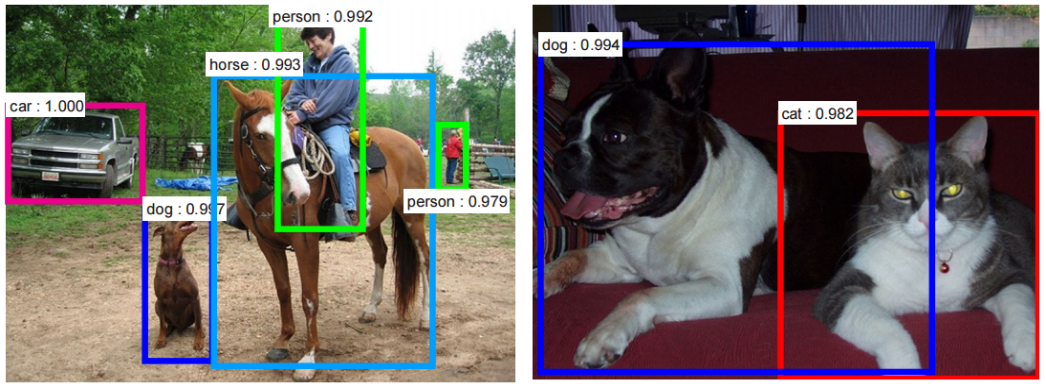 person : 0.992
horse : 0.993
car : 1.000
dog : 0.997
person : 0.979
dog : 0.994
cat : 0.982